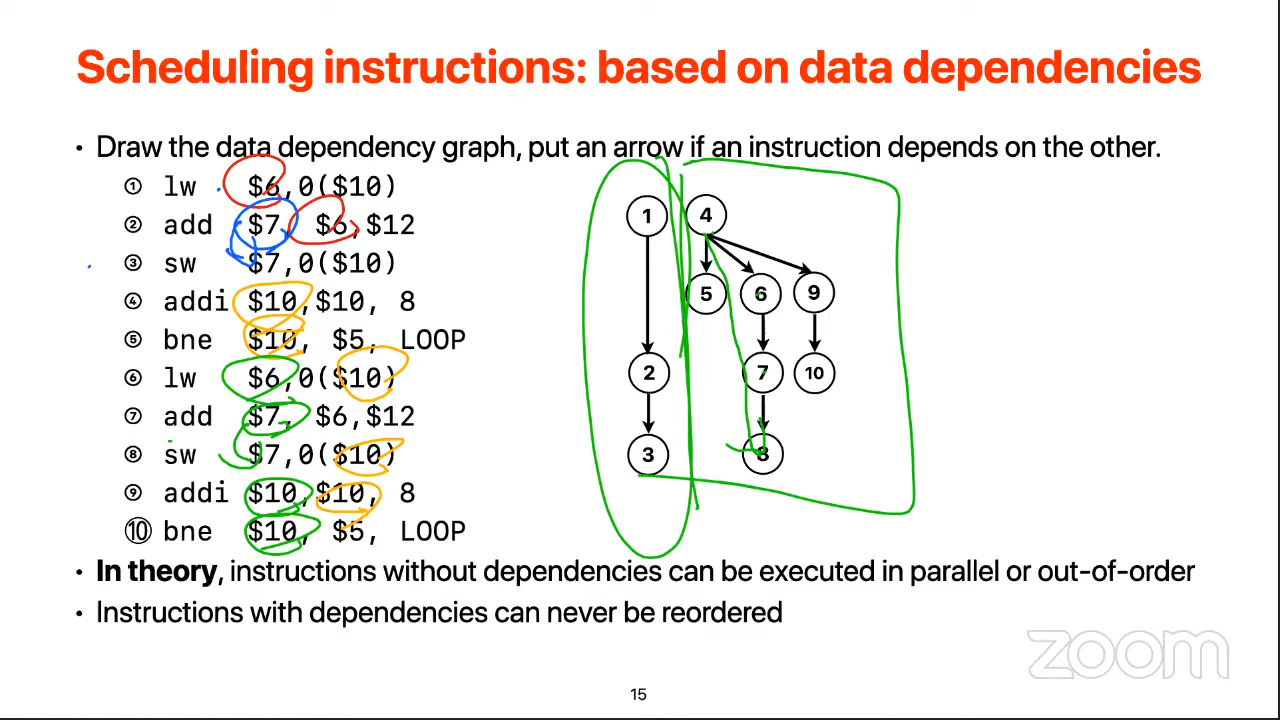 Scheduling instructions: based on data dependencies
• Draw the data dependency graph, put an arrow if an instruction depends on the other.
① lw $6,0($10)
② add $7, $6,$12
③ sw $7,0($10)
④ addi $10,$10, 8
⑤ bne $10, $5, LOOP
⑥ lw $6,0($10)
⑦ add $7, $6,$12
⑧ sw $7,0($10)
⑨ addi $10,$10, 8
⑩ bne $10, $5, LOOP
1 4
5 6 9
2 7 10
3 8
• In theory, instructions without dependencies can be executed in parallel or out-of-order
• Instructions with dependencies can never be reordered
zoom
15